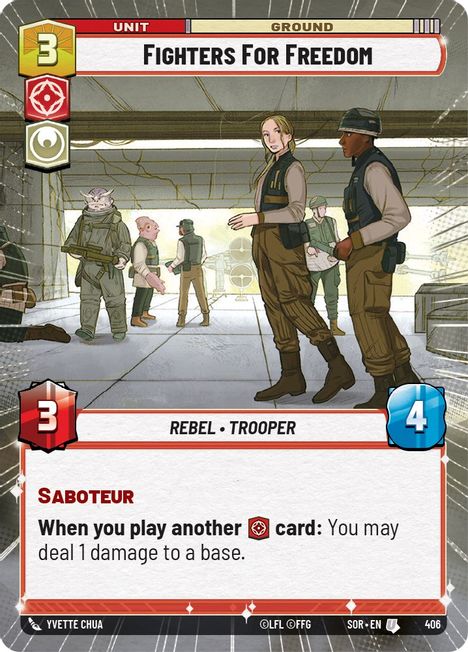 UNIT
GROUND
3
FIGHTERS FOR FREEDOM
3
REBEL • TROOPER
4
SABOTEUR
When you play another card: You may
deal 1 damage to a base.
YVETTE CHUA
©LFL ©FFG
SOR • EN
406